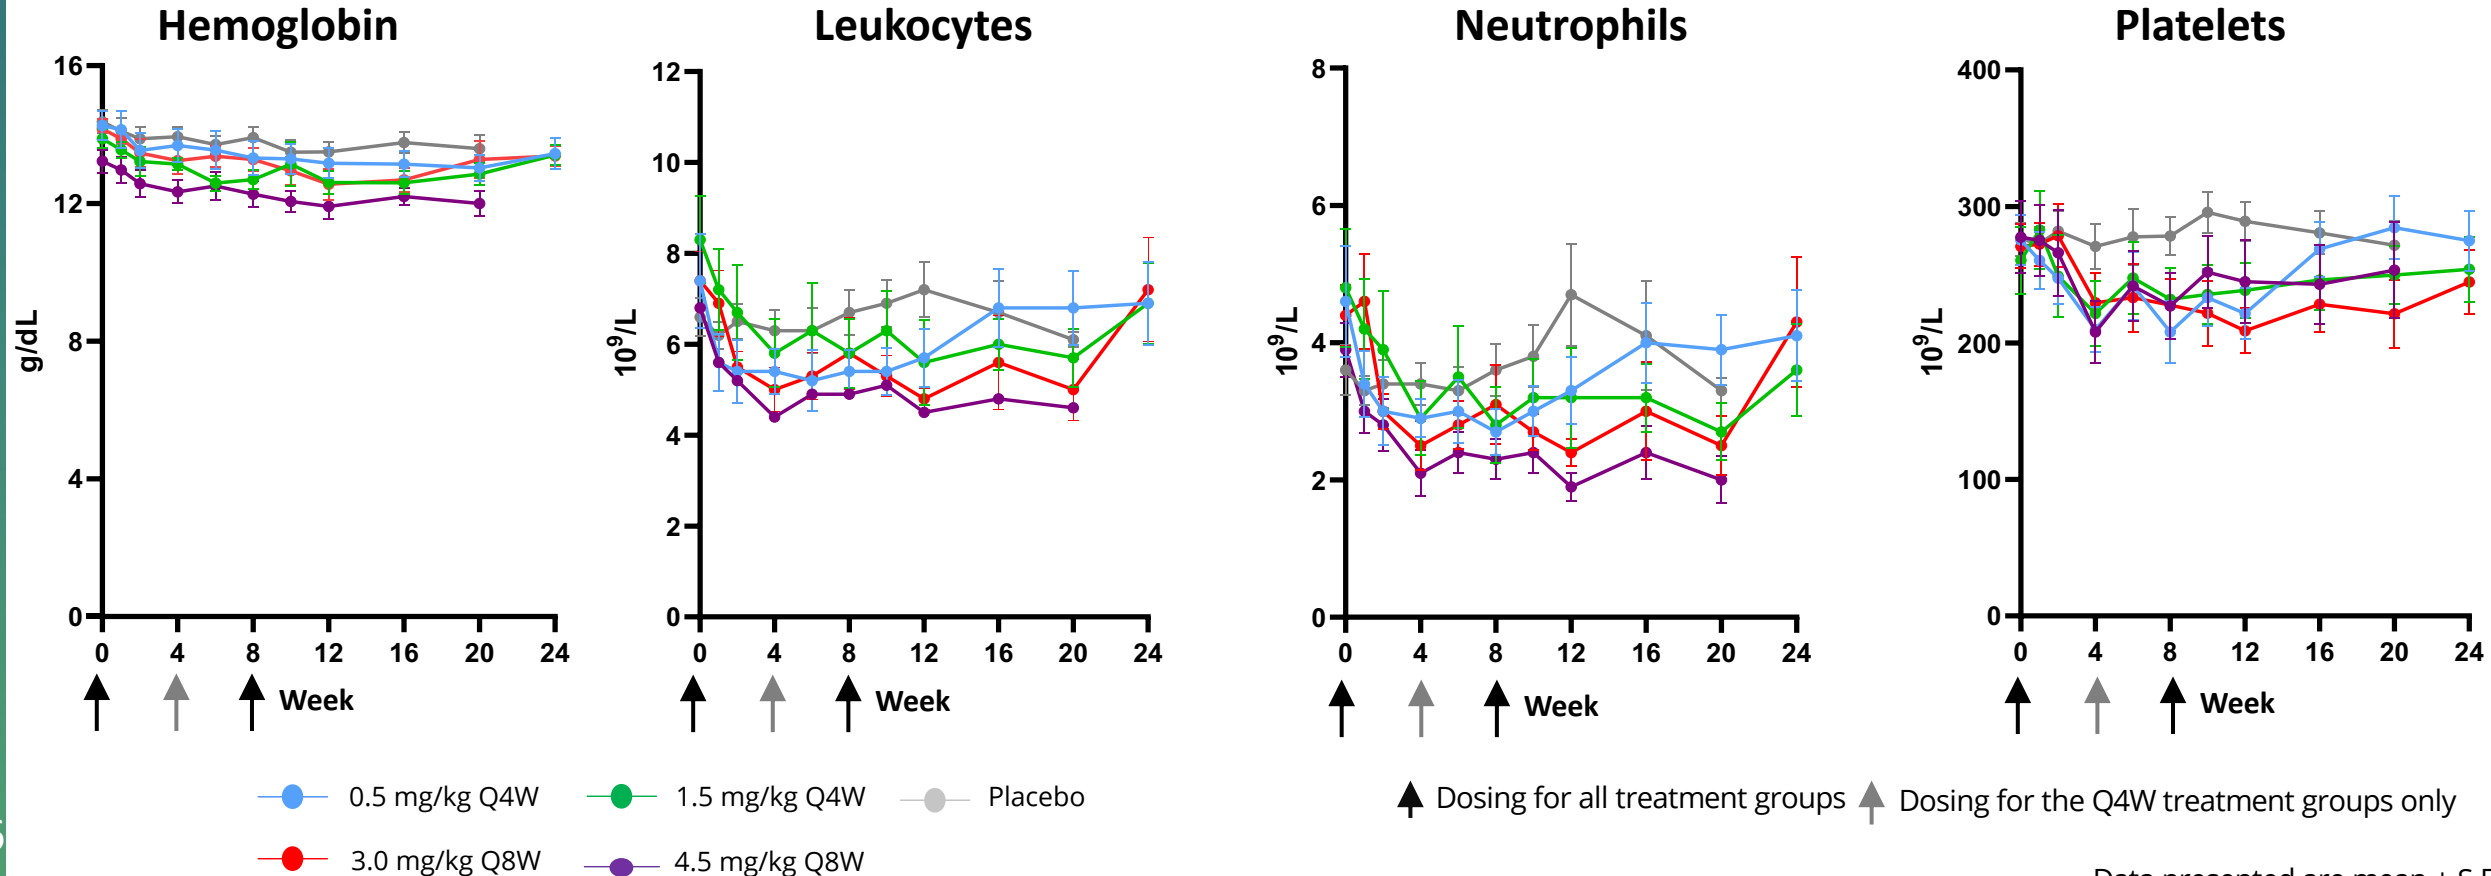 Hemoglobin
Leukocytes
Neutrophils
Platelets
16
12
8
4
0
g/dL
0 4 8 12 16 20 24
Week
12
10
8
6
4
2
0
10⁹/L
0 4 8 12 16 20 24
Week
8
6
4
2
0
10⁹/L
0 4 8 12 16 20 24
Week
400
300
200
100
0
10⁹/L
0 4 8 12 16 20 24
Week
0.5 mg/kg Q4W
1.5 mg/kg Q4W
Placebo
3.0 mg/kg Q8W
4.5 mg/kg Q8W
Dosing for all treatment groups
Dosing for the Q4W treatment groups only
Data presented are mean